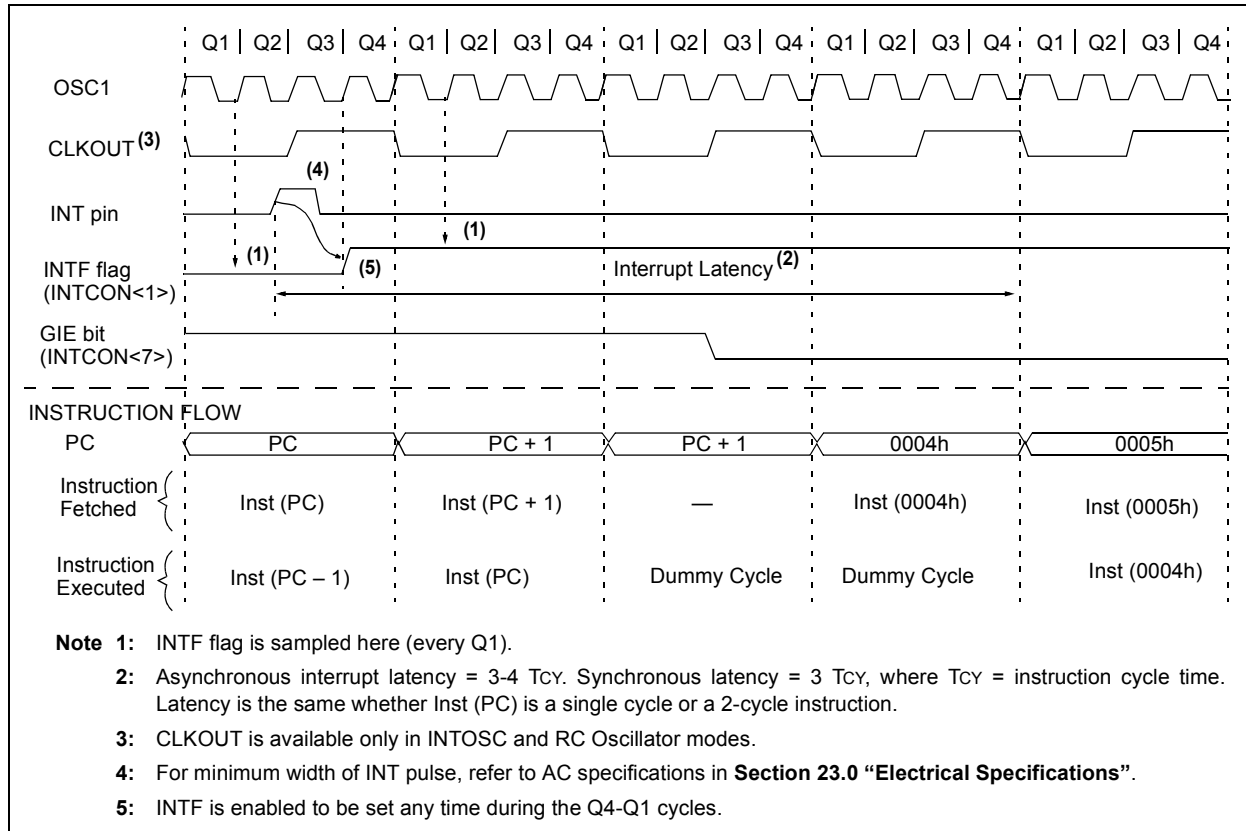 Q1 Q2 Q3 Q4 Q1 Q2 Q3 Q4 Q1 Q2 Q3 Q4 Q1 Q2 Q3 Q4 Q1 Q2 Q3 Q4
OSC1
CLKOUT (3)
(4)
INT pin
(1) (1)
INTF flag
(INTCON<1>)
(5)
Interrupt Latency (2)
GIE bit
(INTCON<7>)
INSTRUCTION FLOW
PC PC PC + 1 PC + 1 0004h 0005h
Instruction
Fetched
Inst (PC) Inst (PC + 1) — Inst (0004h) Inst (0005h)
Instruction
Executed
Inst (PC – 1) Inst (PC) Dummy Cycle Dummy Cycle Inst (0004h)
Note 1: INTF flag is sampled here (every Q1).
2: Asynchronous interrupt latency = 3-4 TCY. Synchronous latency = 3 TCY, where TCY = instruction cycle time.
Latency is the same whether Inst (PC) is a single cycle or a 2-cycle instruction.
3: CLKOUT is available only in INTOSC and RC Oscillator modes.
4: For minimum width of INT pulse, refer to AC specifications in Section 23.0 “Electrical Specifications”.
5: INTF is enabled to be set any time during the Q4-Q1 cycles.